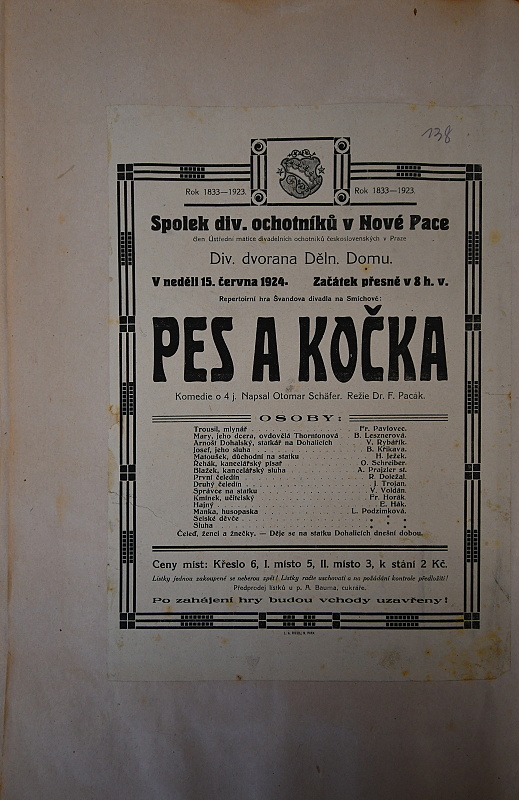 138
Rok 1833—1923.
Rok 1833—1923.
Spolek div. ochotníků v Nové Pace
člen Ústřední matice divadelních ochotníků československých v Praze
Div. dvorana Děln. Domu.
V neděli 15. června 1924. Začátek přesně v 8 h. v.
Repertoirní hra Švandova divadla na Smíchově:
PES A KOČKA
Komedie o 4 j. Napsal Otomar Schäfer. Režie Dr. F. Pacák.
OSOBY:
Trousil, mlynář Fr. Pavlovec.
Mary, jeho dcera, ovdovělá Thorntonová B. Lesznerová.
Arnošt Dohalský, statkář na Dohalicích V. Rybářík.
Josef, jeho sluha B. Křikava.
Matoušek, důchodní na statku H. Ježek.
Řehák, kancelářský písař O. Schreiber.
Blažek, kancelářský sluha A. Prajzler st.
První čeledín R. Doležal.
Druhý čeledín J. Trojan.
Správce na statku V. Voldán.
Kmínek, učitelský Fr. Horák
Hajný E. Hák.
Manka, husopaska L. Podzimková.
Selské děvče
Sluha
Čeleď, ženci a žnečky. — Děje se na statku Dohalicích dnešní dobou.
Ceny míst: Křeslo 6, I. místo 5, II. místo 3, k stání 2 Kč.
Lístky jednou zakoupené se neberou zpět! Lístky račte uschovati a na požádání kontrole předložiti!
Předprodej lístků u p. A. Bauma, cukráře.
Po zahájení hry budou vchody uzavřeny!